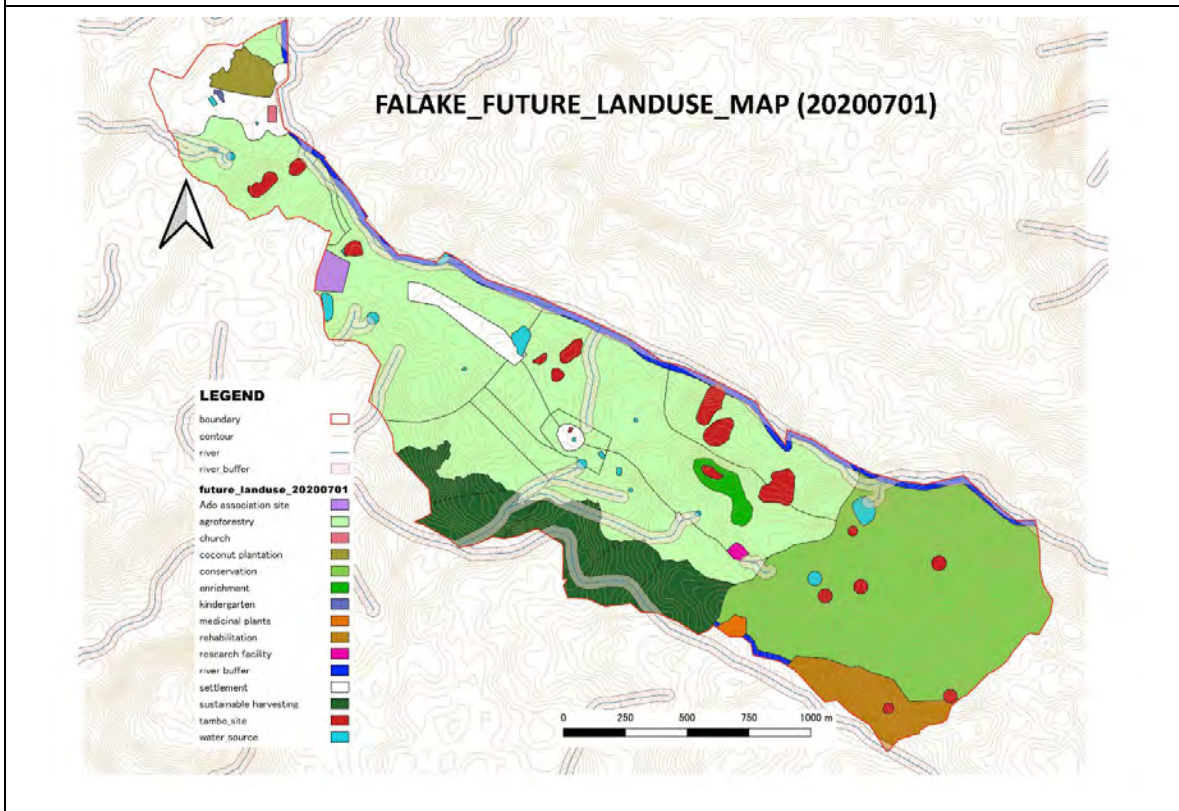 FALAKE_FUTURE_LANDUSE_MAP (20200701)
LEGEND
boundary
contour
river
river_buffer
future_landuse_20200701
Ado association site
agroforestry
church
coconut plantation
conservation
enrichment
kindergarten
medicinal plants
rehabilitation
research facility
river buffer
settlement
sustainable harvesting
tambo_site
water_source
0 250 500 750 1000 m